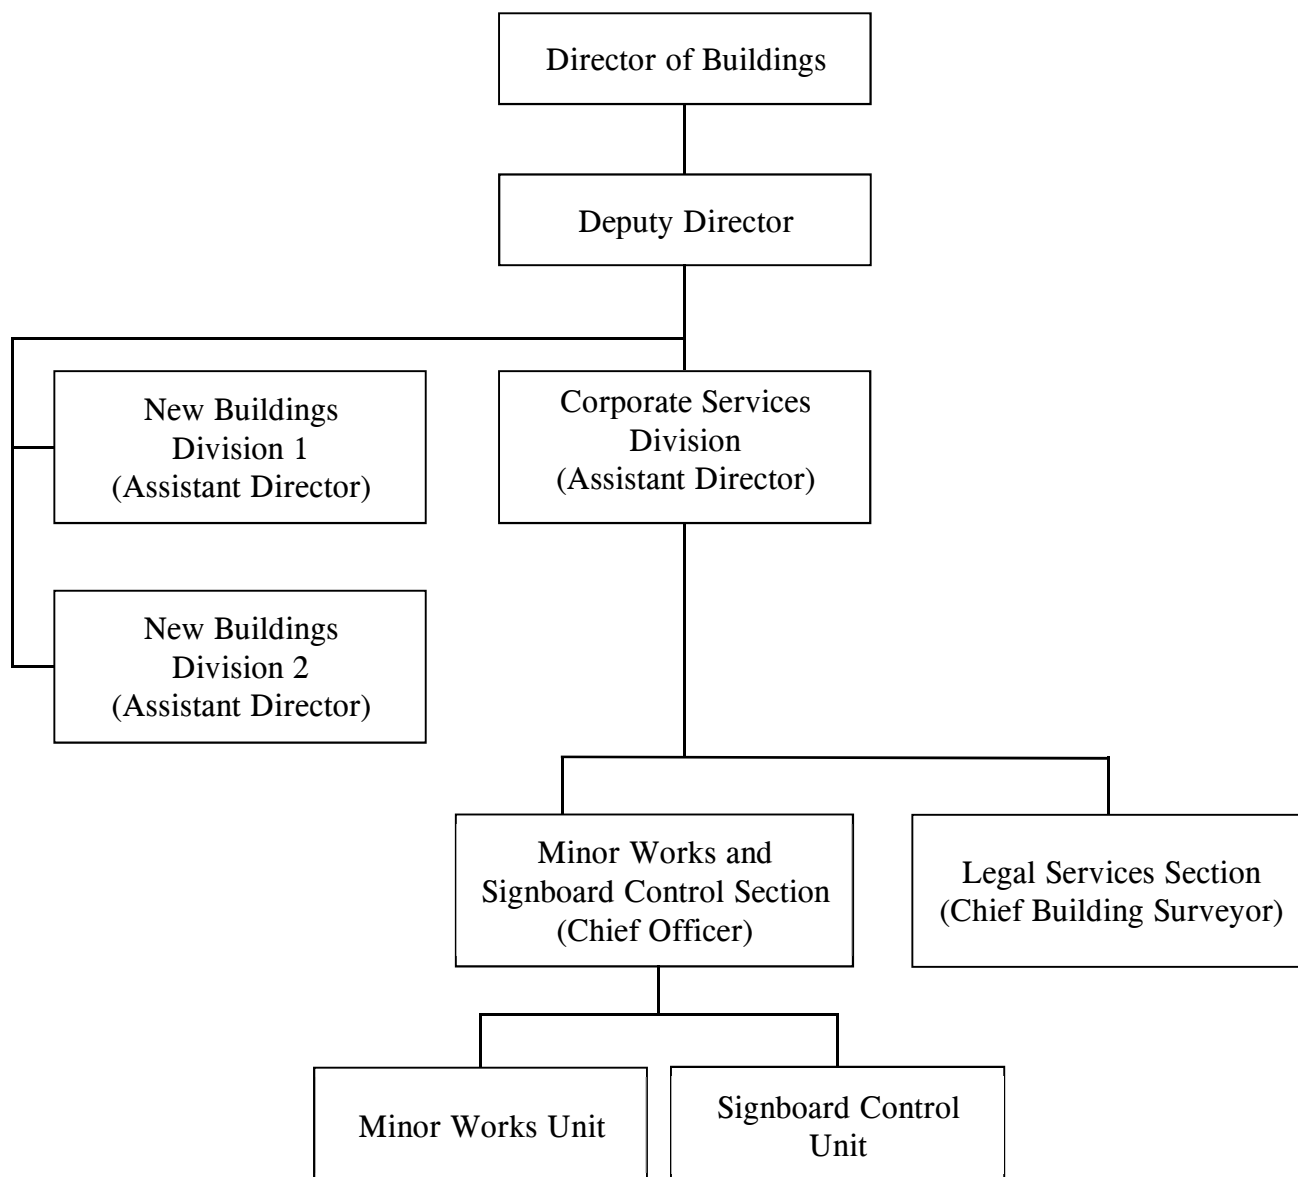 Director of Buildings
Deputy Director
New Buildings
Division 1
(Assistant Director)
Corporate Services
Division
(Assistant Director)
New Buildings
Division 2
(Assistant Director)
Minor Works and
Signboard Control Section
(Chief Officer)
Legal Services Section
(Chief Building Surveyor)
Minor Works Unit
Signboard Control
Unit